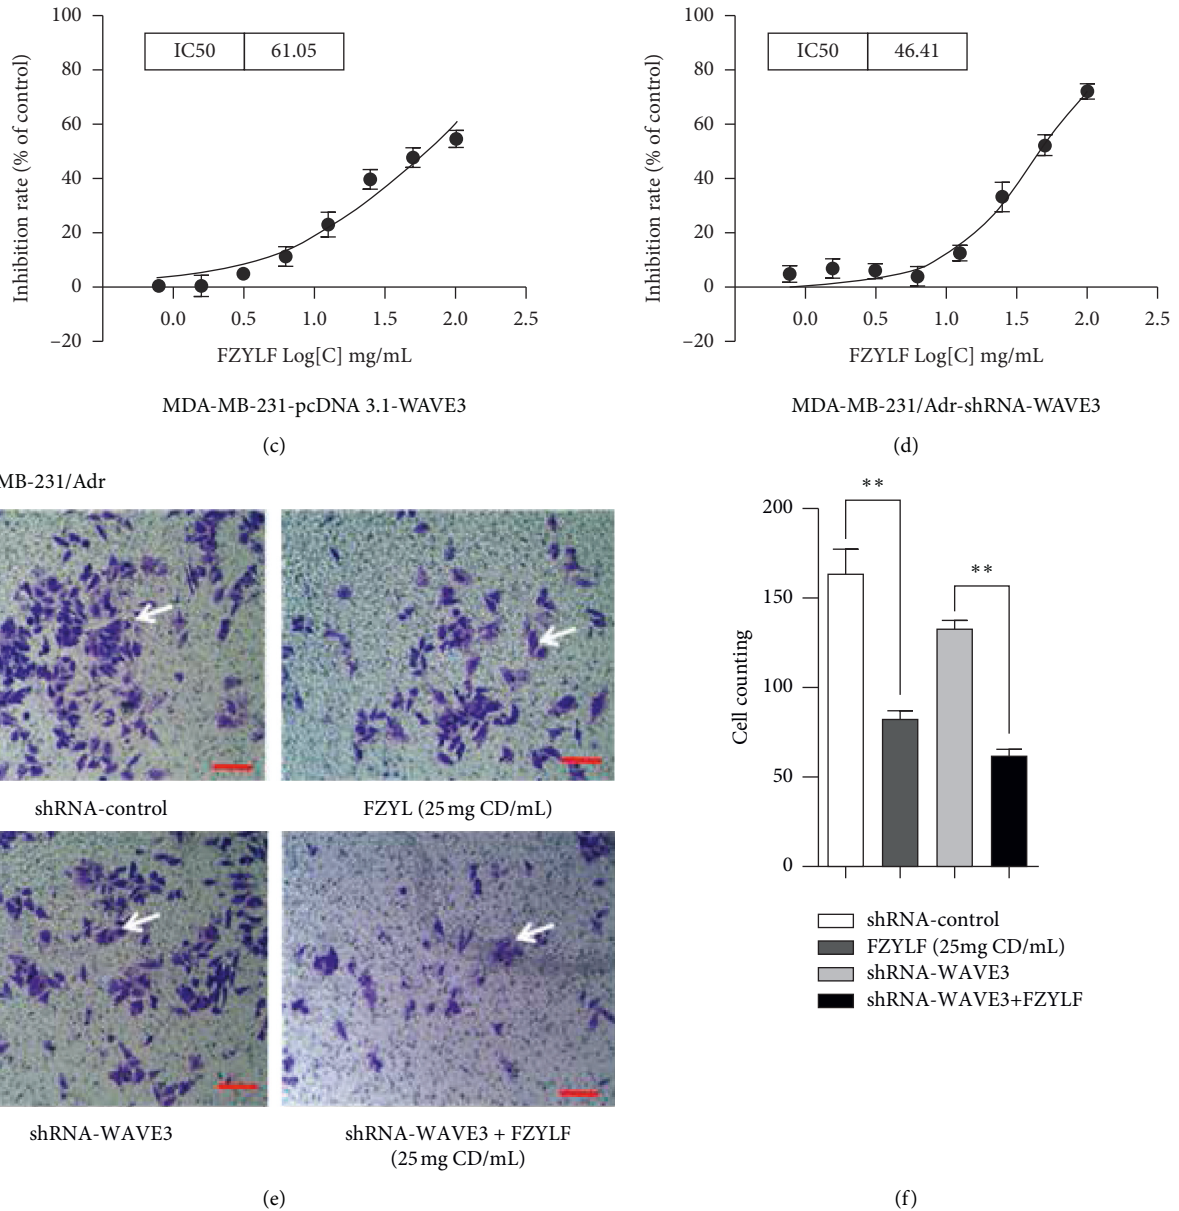 100
80
60
40
20
0
−20
Inhibition rate (% of control)
IC50 61.05
0.0 0.5 1.0 1.5 2.0 2.5
FZYLF Log[C] mg/mL
MDA-MB-231-pcDNA 3.1-WAVE3
(c)
100
80
60
40
20
0
−20
Inhibition rate (% of control)
IC50 46.41
0.0 0.5 1.0 1.5 2.0 2.5
FZYLF Log[C] mg/mL
MDA-MB-231/Adr-shRNA-WAVE3
(d)
MB-231/Adr
shRNA-control
FZYL (25 mg CD/mL)
shRNA-WAVE3
shRNA-WAVE3 + FZYLF
(25 mg CD/mL)
(e)
200
150
100
50
0
Cell counting
**
**
shRNA-control
FZYLF (25mg CD/mL)
shRNA-WAVE3
shRNA-WAVE3+FZYLF
(f)